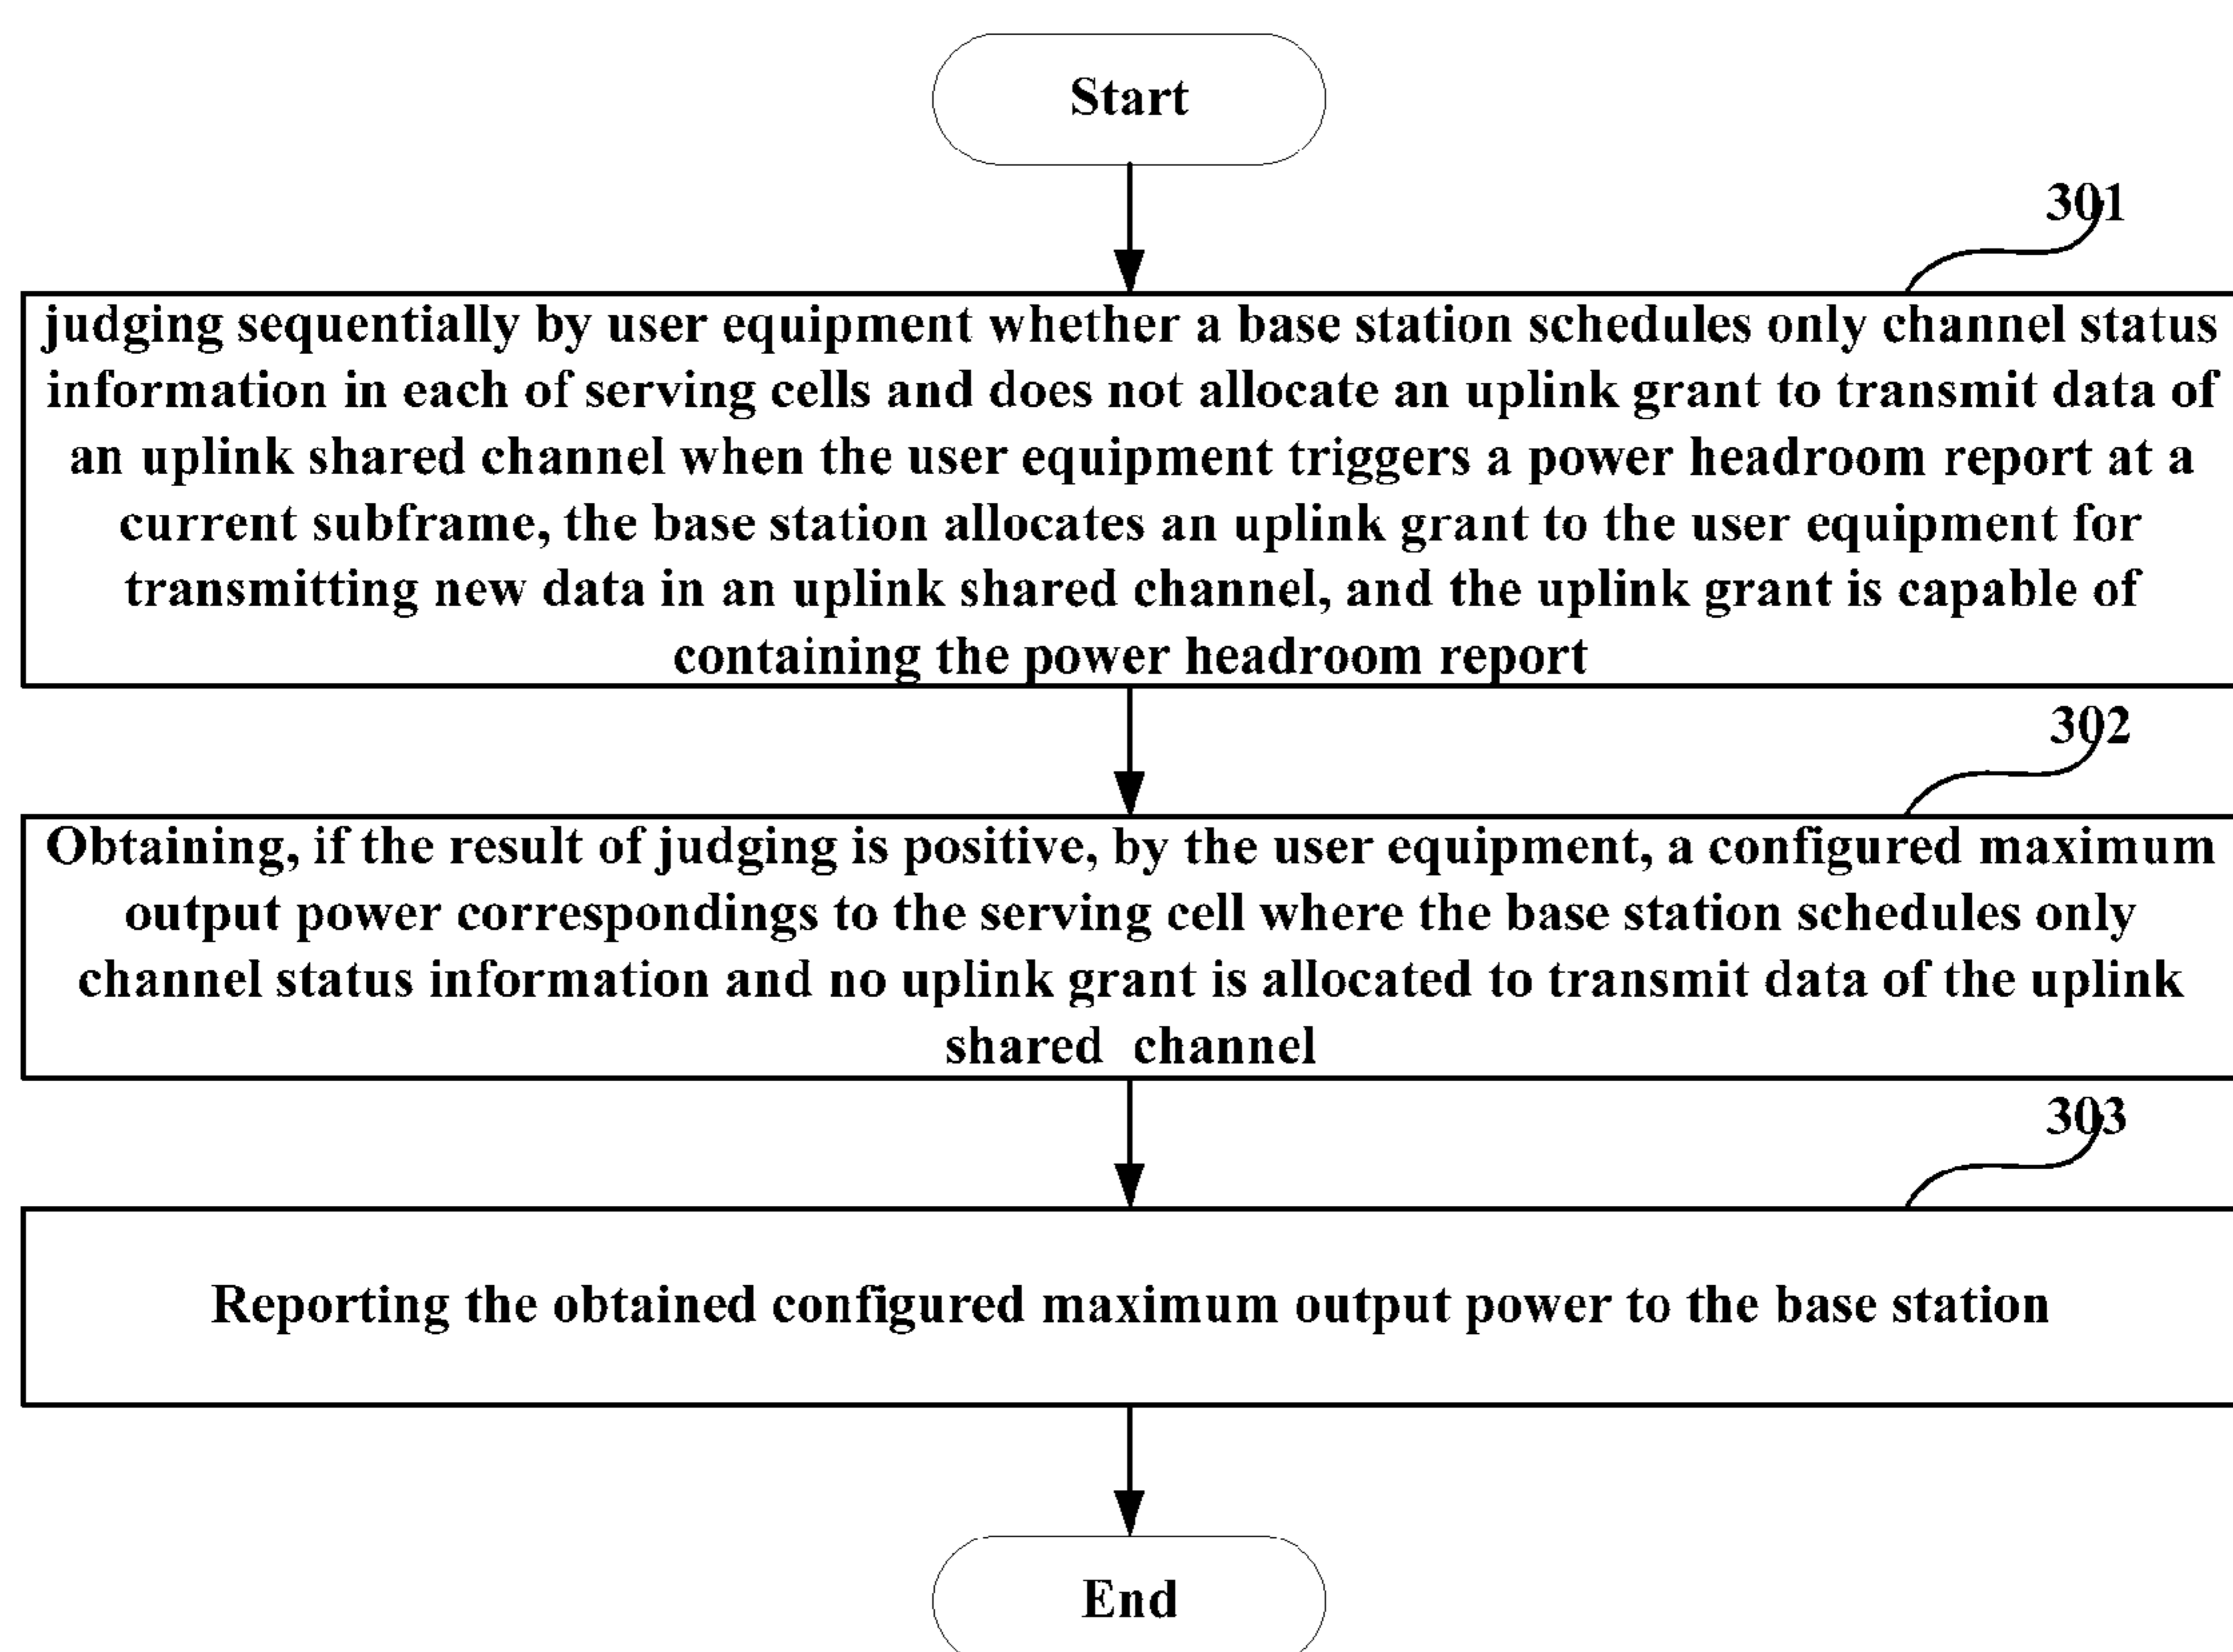 Start
301
judging sequentially by user equipment whether a base station schedules only channel status
information in each of serving cells and does not allocate an uplink grant to transmit data of
an uplink shared channel when the user equipment triggers a power headroom report at a
current subframe, the base station allocates an uplink grant to the user equipment for
transmitting new data in an uplink shared channel, and the uplink grant is capable of
containing the power headroom report
302
Obtaining, if the result of judging is positive, by the user equipment, a configured maximum
output power correspondings to the serving cell where the base station schedules only
channel status information and no uplink grant is allocated to transmit data of the uplink
shared channel
303
Reporting the obtained configured maximum output power to the base station
End